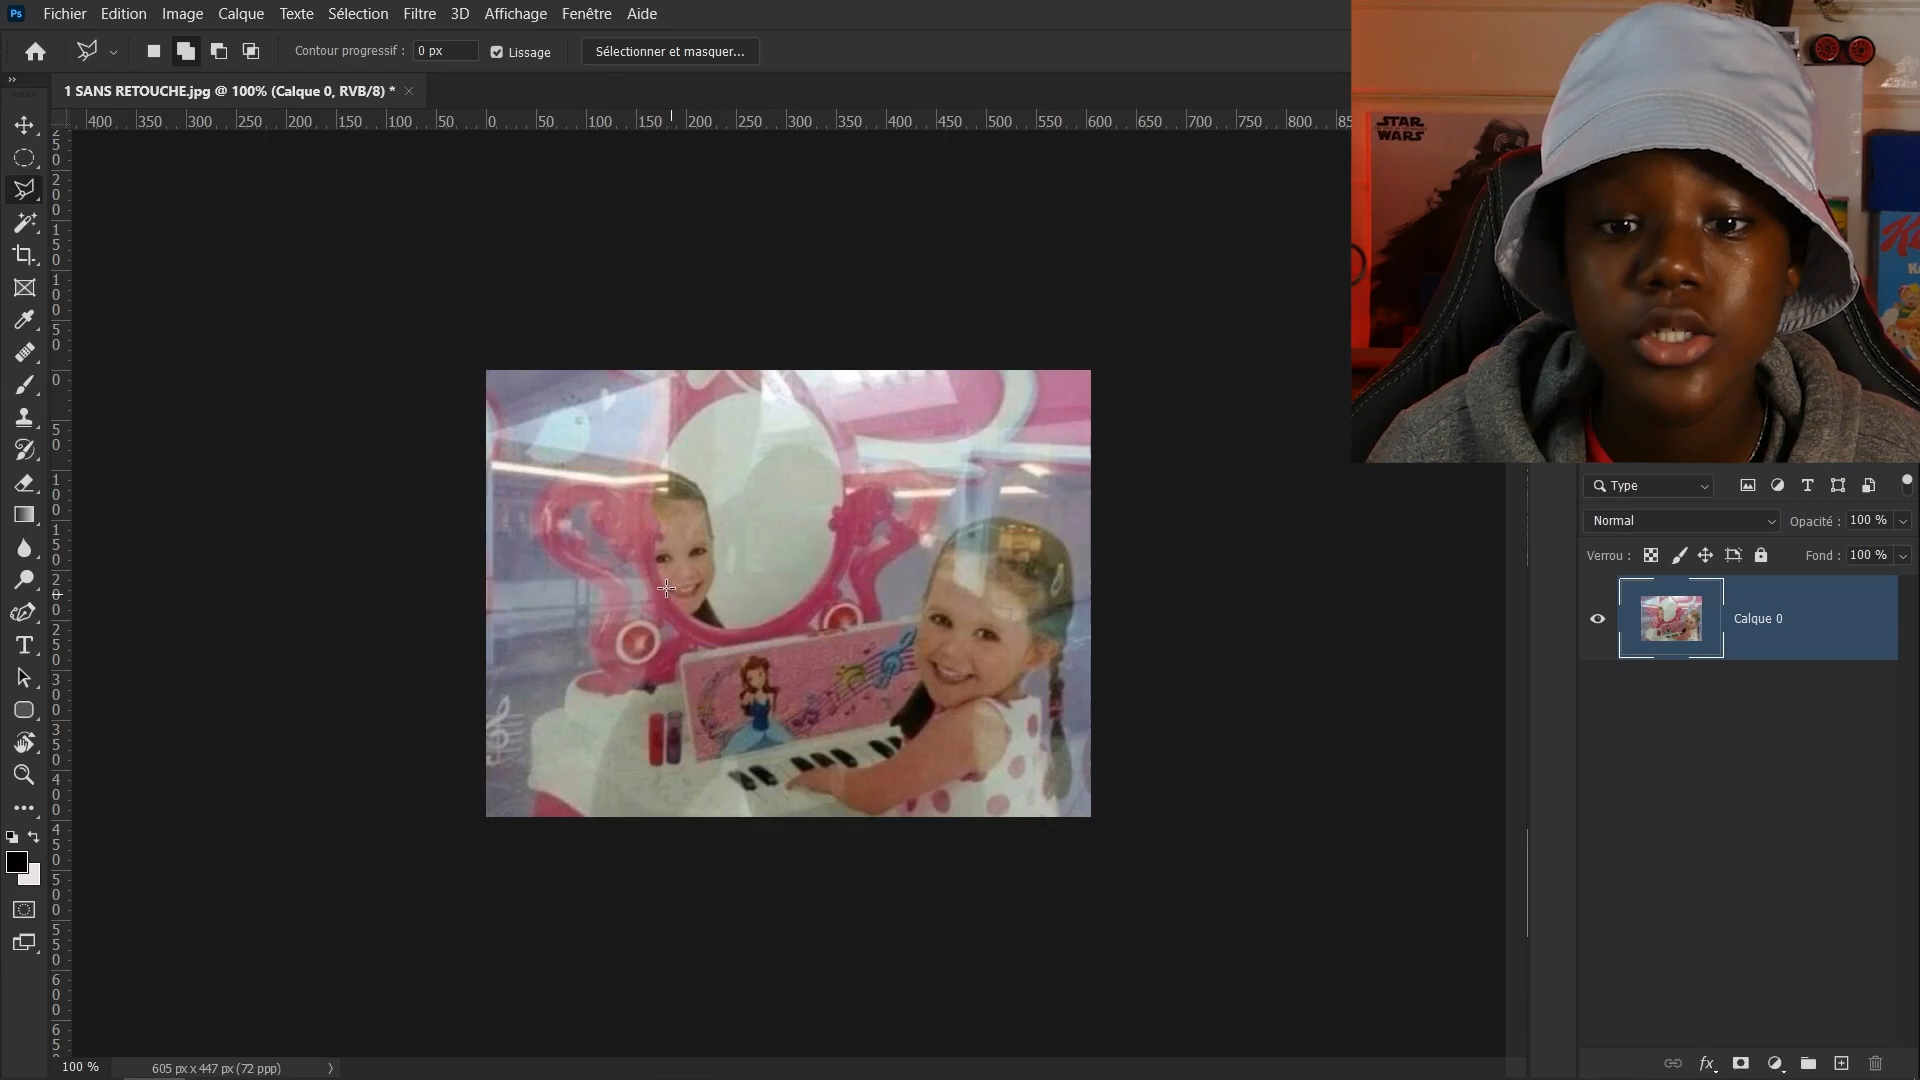 Ps Fichier Edition Image Calque Texte Sélection Filtre 3D Affichage Fenêtre Aide
Contour progressif : 0 px Lissage Sélectionner et masquer...
1 SANS RETOUCHE.jpg @ 100% (Calque 0, RVB/8) * ×
400 350 300 250 200 150 100 50 0 50 100 150 200 250 300 350 400 450 500 550 600 650 700 750 800 85
STAR
WARS
Type
Normal Opacité : 100 %
Verrou : Fond : 100 %
Calque 0
fx
100 % 605 px x 447 px (72 ppp)